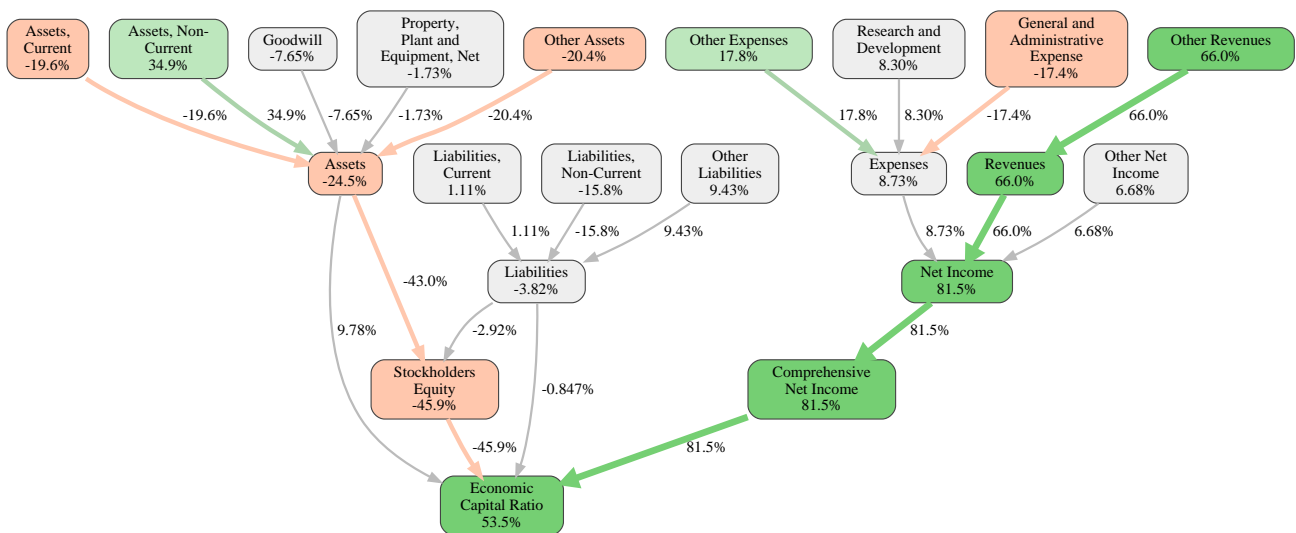 Assets,
Current
-19.6%
Assets, Non-
Current
34.9%
Goodwill
-7.65%
Property,
Plant and
Equipment, Net
-1.73%
Other Assets
-20.4%
Other Expenses
17.8%
Research and
Development
8.30%
General and
Administrative
Expense
-17.4%
Other Revenues
66.0%
-19.6%
34.9%
-7.65%
-1.73%
-20.4%
17.8%
8.30%
-17.4%
66.0%
Assets
-24.5%
Liabilities,
Current
1.11%
Liabilities,
Non-Current
-15.8%
Other
Liabilities
9.43%
Expenses
8.73%
Revenues
66.0%
Other Net
Income
6.68%
1.11%
-15.8%
9.43%
8.73%
66.0%
6.68%
-43.0%
Liabilities
-3.82%
Net Income
81.5%
9.78%
-2.92%
81.5%
Stockholders
Equity
-45.9%
-0.847%
Comprehensive
Net Income
81.5%
-45.9%
81.5%
Economic
Capital Ratio
53.5%